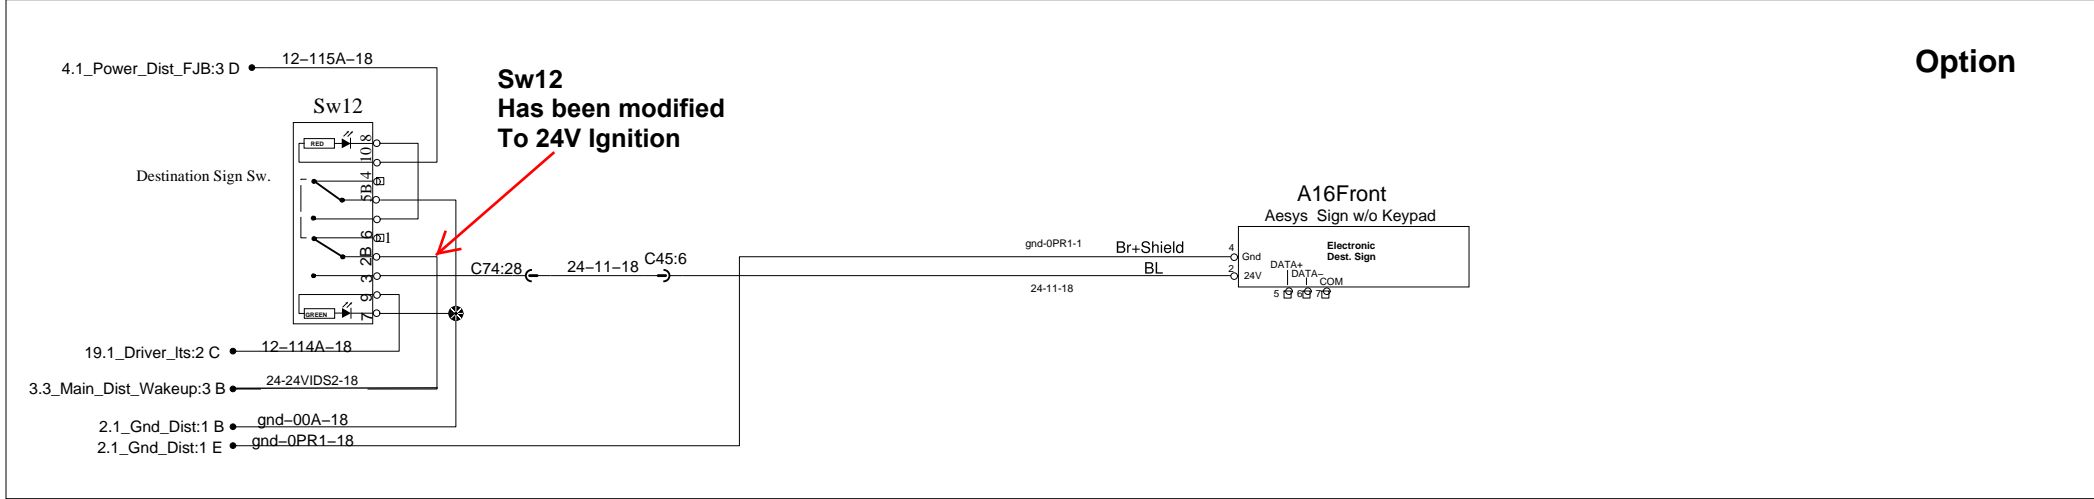 Option
4.1_Power_Dist_FJB:3 D
12–115A–18
Sw12
Has been modified
To 24V Ignition
Sw12
RED
8
10
Destination Sign Sw.
4
5B
6
1
2B
3
9
GREEN
7
C74:28
24–11–18
C45:6
gnd-0PR1-1
Br+Shield
BL
24-11-18
A16Front
Aesys Sign w/o Keypad
4
Gnd
Electronic
Dest. Sign
2
24V
DATA+
DATA–
COM
5
6
7
19.1_Driver_lts:2 C
12–114A–18
3.3_Main_Dist_Wakeup:3 B
24-24VIDS2-18
2.1_Gnd_Dist:1 B
gnd–00A–18
2.1_Gnd_Dist:1 E
gnd–0PR1–18